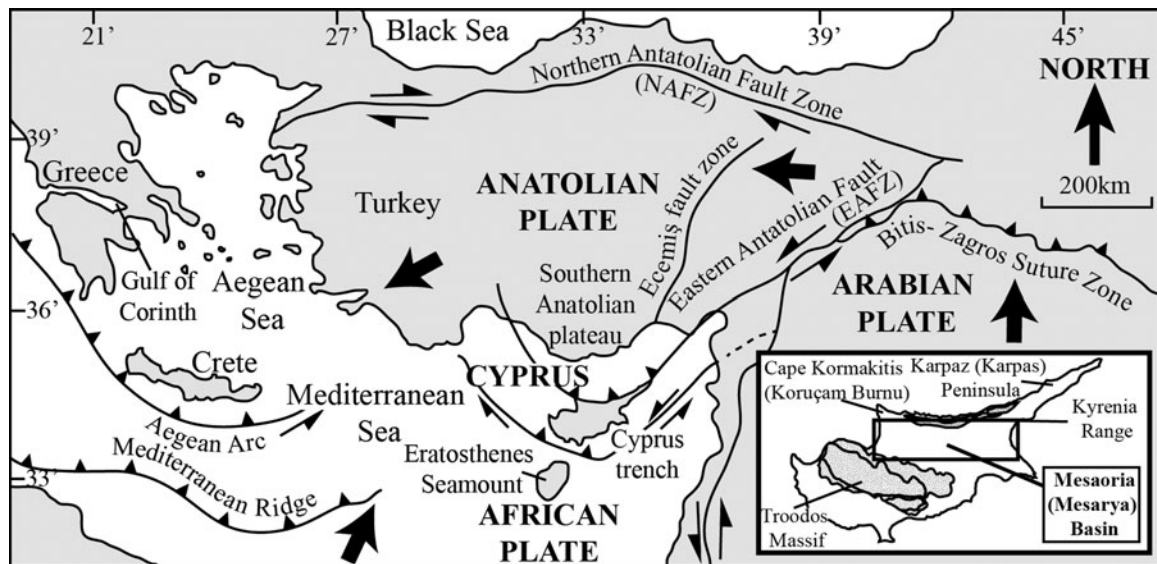 21'
27'
33'
39'
45'
Black Sea
Northern Antatolian Fault Zone
(NAFZ)
NORTH
200km
39'
Greece
Turkey
ANATOLIAN
PLATE
Ecemiş fault zone
Eastern Antatolian Fault
(EAFZ)
Bitis- Zagros Suture Zone
Gulf of
Corinth
Aegean
Sea
Southern
Anatolian
plateau
ARABIAN
PLATE
36'
Crete
CYPRUS
Mediterranean
Sea
Aegean Arc
Mediterranean Ridge
Cyprus
trench
Eratosthenes
Seamount
33'
AFRICAN
PLATE
Cape Kormakitis
(Koruçam Burnu)
Karpaz (Karpas)
Peninsula
Kyrenia
Range
Troodos
Massif
Mesaoria
(Mesarya)
Basin